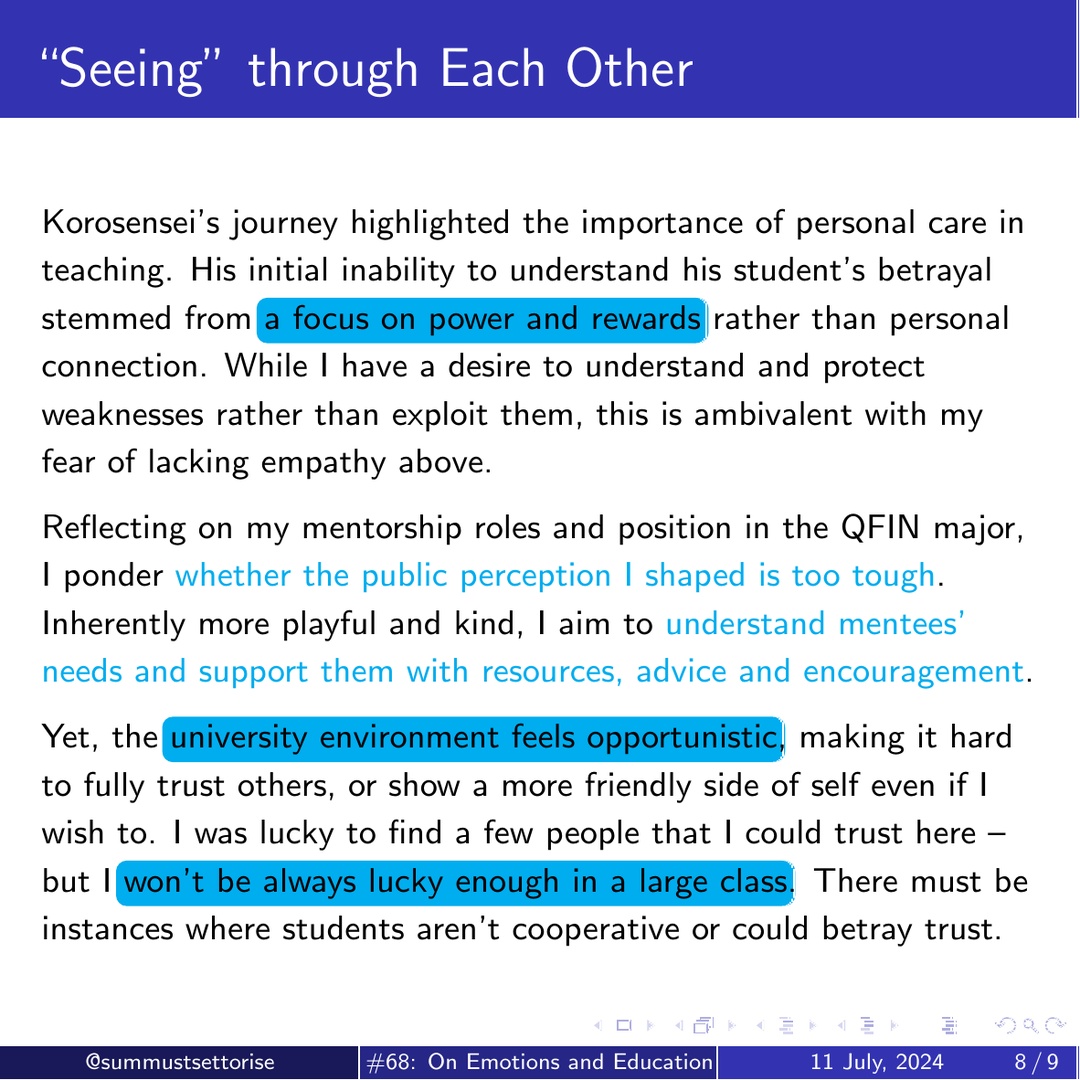 “Seeing” through Each Other
Korosensei’s journey highlighted the importance of personal care in
teaching. His initial inability to understand his student’s betrayal
stemmed from a focus on power and rewards rather than personal
connection. While I have a desire to understand and protect
weaknesses rather than exploit them, this is ambivalent with my
fear of lacking empathy above.
Reflecting on my mentorship roles and position in the QFIN major,
I ponder whether the public perception I shaped is too tough.
Inherently more playful and kind, I aim to understand mentees’
needs and support them with resources, advice and encouragement.
Yet, the university environment feels opportunistic, making it hard
to fully trust others, or show a more friendly side of self even if I
wish to. I was lucky to find a few people that I could trust here –
but I won’t be always lucky enough in a large class. There must be
instances where students aren’t cooperative or could betray trust.
@summustsettorise #68: On Emotions and Education 11 July, 2024 8 / 9